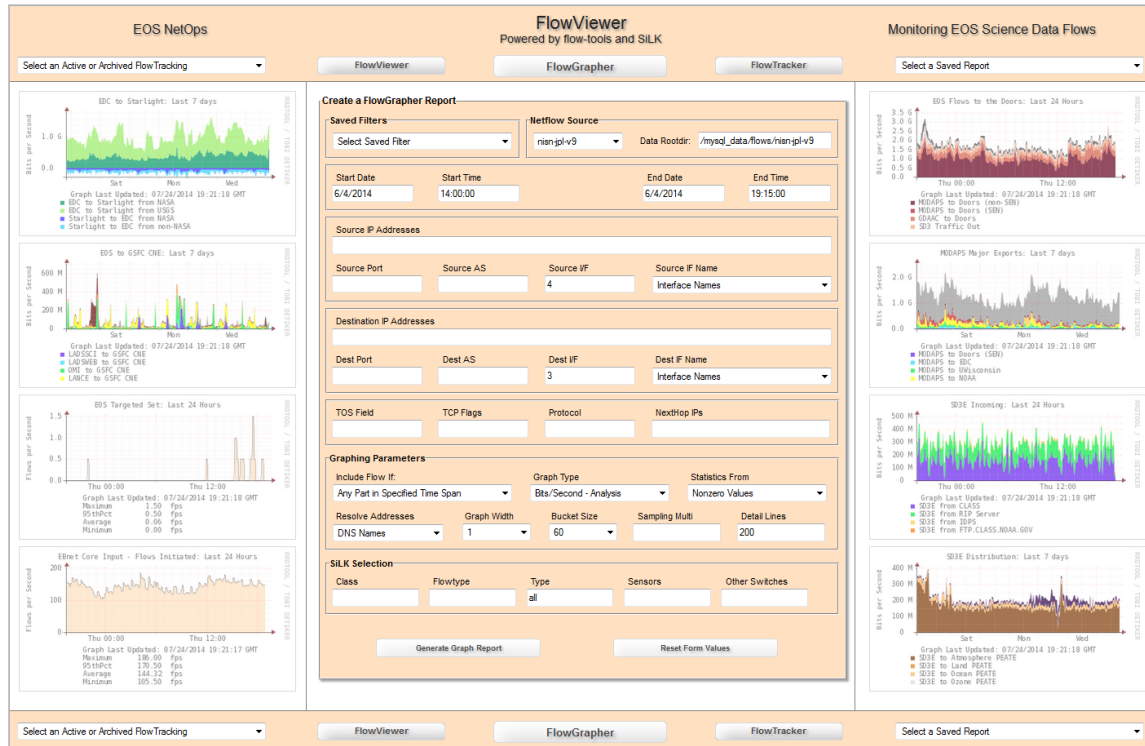 EOS NetOps
FlowViewer
Powered by flow-tools and SiLK
Monitoring EOS Science Data Flows
Select an Active or Archived FlowTracking
FlowViewer
FlowGrapher
FlowTracker
Select a Saved Report
EDC to Starlight: Last 7 days
RRDTOOL / TOBI OETIKER
Bits per Second
1.0 G
0.0
Sat Mon Wed
Graph Last Updated: 07/24/2014 19:21:18 GMT
EDC to Starlight from NASA
EDC to Starlight from USGS
Starlight to EDC from NASA
Starlight to EDC from non-NASA
EOS to GSFC CNE: Last 7 days
RRDTOOL / TOBI OETIKER
Bits per Second
600 M
400 M
200 M
0
Sat Mon Wed
Graph Last Updated: 07/24/2014 19:21:18 GMT
LADSSCI to GSFC CNE
LADSWEB to GSFC CNE
OMI to GSFC CNE
LANCE to GSFC CNE
EOS Targeted Set: Last 24 Hours
RRDTOOL / TOBI OETIKER
Flows per Second
1.5
1.0
0.5
0.0
Thu 00:00 Thu 12:00
Graph Last Updated: 07/24/2014 19:21:18 GMT
Maximum 1.50 fps
95thPct 0.50 fps
Average 0.06 fps
Minimum 0.00 fps
EBnet Core Input - Flows Initiated: Last 24 Hours
RRDTOOL / TOBI OETIKER
Flows per Second
200
100
0
Thu 00:00 Thu 12:00
Graph Last Updated: 07/24/2014 19:21:17 GMT
Maximum 186.00 fps
95thPct 170.50 fps
Average 144.32 fps
Minimum 105.50 fps
Create a FlowGrapher Report
Saved Filters
Netflow Source
Select Saved Filter
nisn-jpl-v9
Data Rootdir: /mysql_data/flows/nisn-jpl-v9
Start Date Start Time End Date End Time
6/4/2014 14:00:00 6/4/2014 19:15:00
Source IP Addresses
Source Port Source AS Source I/F Source IF Name
4 Interface Names
Destination IP Addresses
Dest Port Dest AS Dest I/F Dest IF Name
3 Interface Names
TOS Field TCP Flags Protocol NextHop IPs
Graphing Parameters
Include Flow If: Graph Type Statistics From
Any Part in Specified Time Span Bits/Second - Analysis Nonzero Values
Resolve Addresses Graph Width Bucket Size Sampling Multi Detail Lines
DNS Names 1 60 200
SiLK Selection
Class Flowtype Type Sensors Other Switches
all
Generate Graph Report
Reset Form Values
EOS Flows to the Doors: Last 24 Hours
RRDTOOL / TOBI OETIKER
Bits per Second
3.5 G
3.0 G
2.5 G
2.0 G
1.5 G
1.0 G
0.5 G
0.0
Thu 00:00 Thu 12:00
Graph Last Updated: 07/24/2014 19:21:18 GMT
MODAPS to Doors (non-SEN)
MODAPS to Doors (SEN)
GDAAC to Doors
SD3 Traffic Out
MODAPS Major Exports: Last 7 days
RRDTOOL / TOBI OETIKER
Bits per Second
2.0 G
1.0 G
0.0
Sat Mon Wed
Graph Last Updated: 07/24/2014 19:21:18 GMT
MODAPS to Doors (SEN)
MODAPS to EDC
MODAPS to UWisconsin
MODAPS to NOAA
SD3E Incoming: Last 24 Hours
RRDTOOL / TOBI OETIKER
Bits per Second
500 M
400 M
300 M
200 M
100 M
0
Thu 00:00 Thu 12:00
Graph Last Updated: 07/24/2014 19:21:18 GMT
SD3E from CLASS
SD3E from RIP Server
SD3E from IDPS
SD3E from FTP.CLASS.NOAA.GOV
SD3E Distribution: Last 7 days
RRDTOOL / TOBI OETIKER
Bits per Second
400 M
300 M
200 M
100 M
0
Sat Mon Wed
Graph Last Updated: 07/24/2014 19:21:18 GMT
SD3E to Atmosphere PEATE
SD3E to Land PEATE
SD3E to Ocean PEATE
SD3E to Ozone PEATE
Select an Active or Archived FlowTracking
FlowViewer
FlowGrapher
FlowTracker
Select a Saved Report